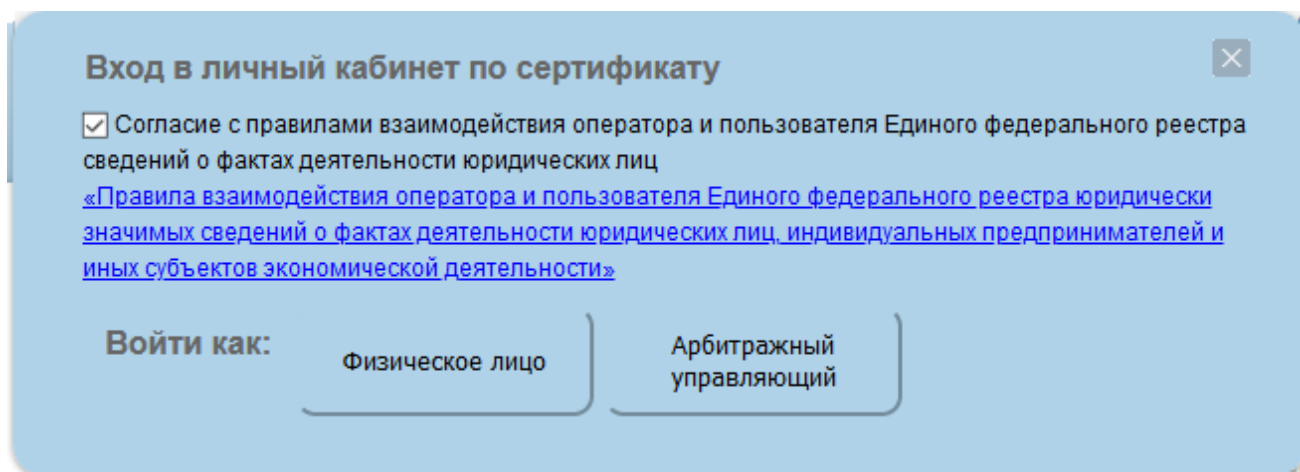 Вход в личный кабинет по сертификату
Согласие с правилами взаимодействия оператора и пользователя Единого федерального реестра
сведений о фактах деятельности юридических лиц
«Правила взаимодействия оператора и пользователя Единого федерального реестра юридически
значимых сведений о фактах деятельности юридических лиц, индивидуальных предпринимателей и
иных субъектов экономической деятельности»
Войти как:
Физическое лицо
Арбитражный
управляющий